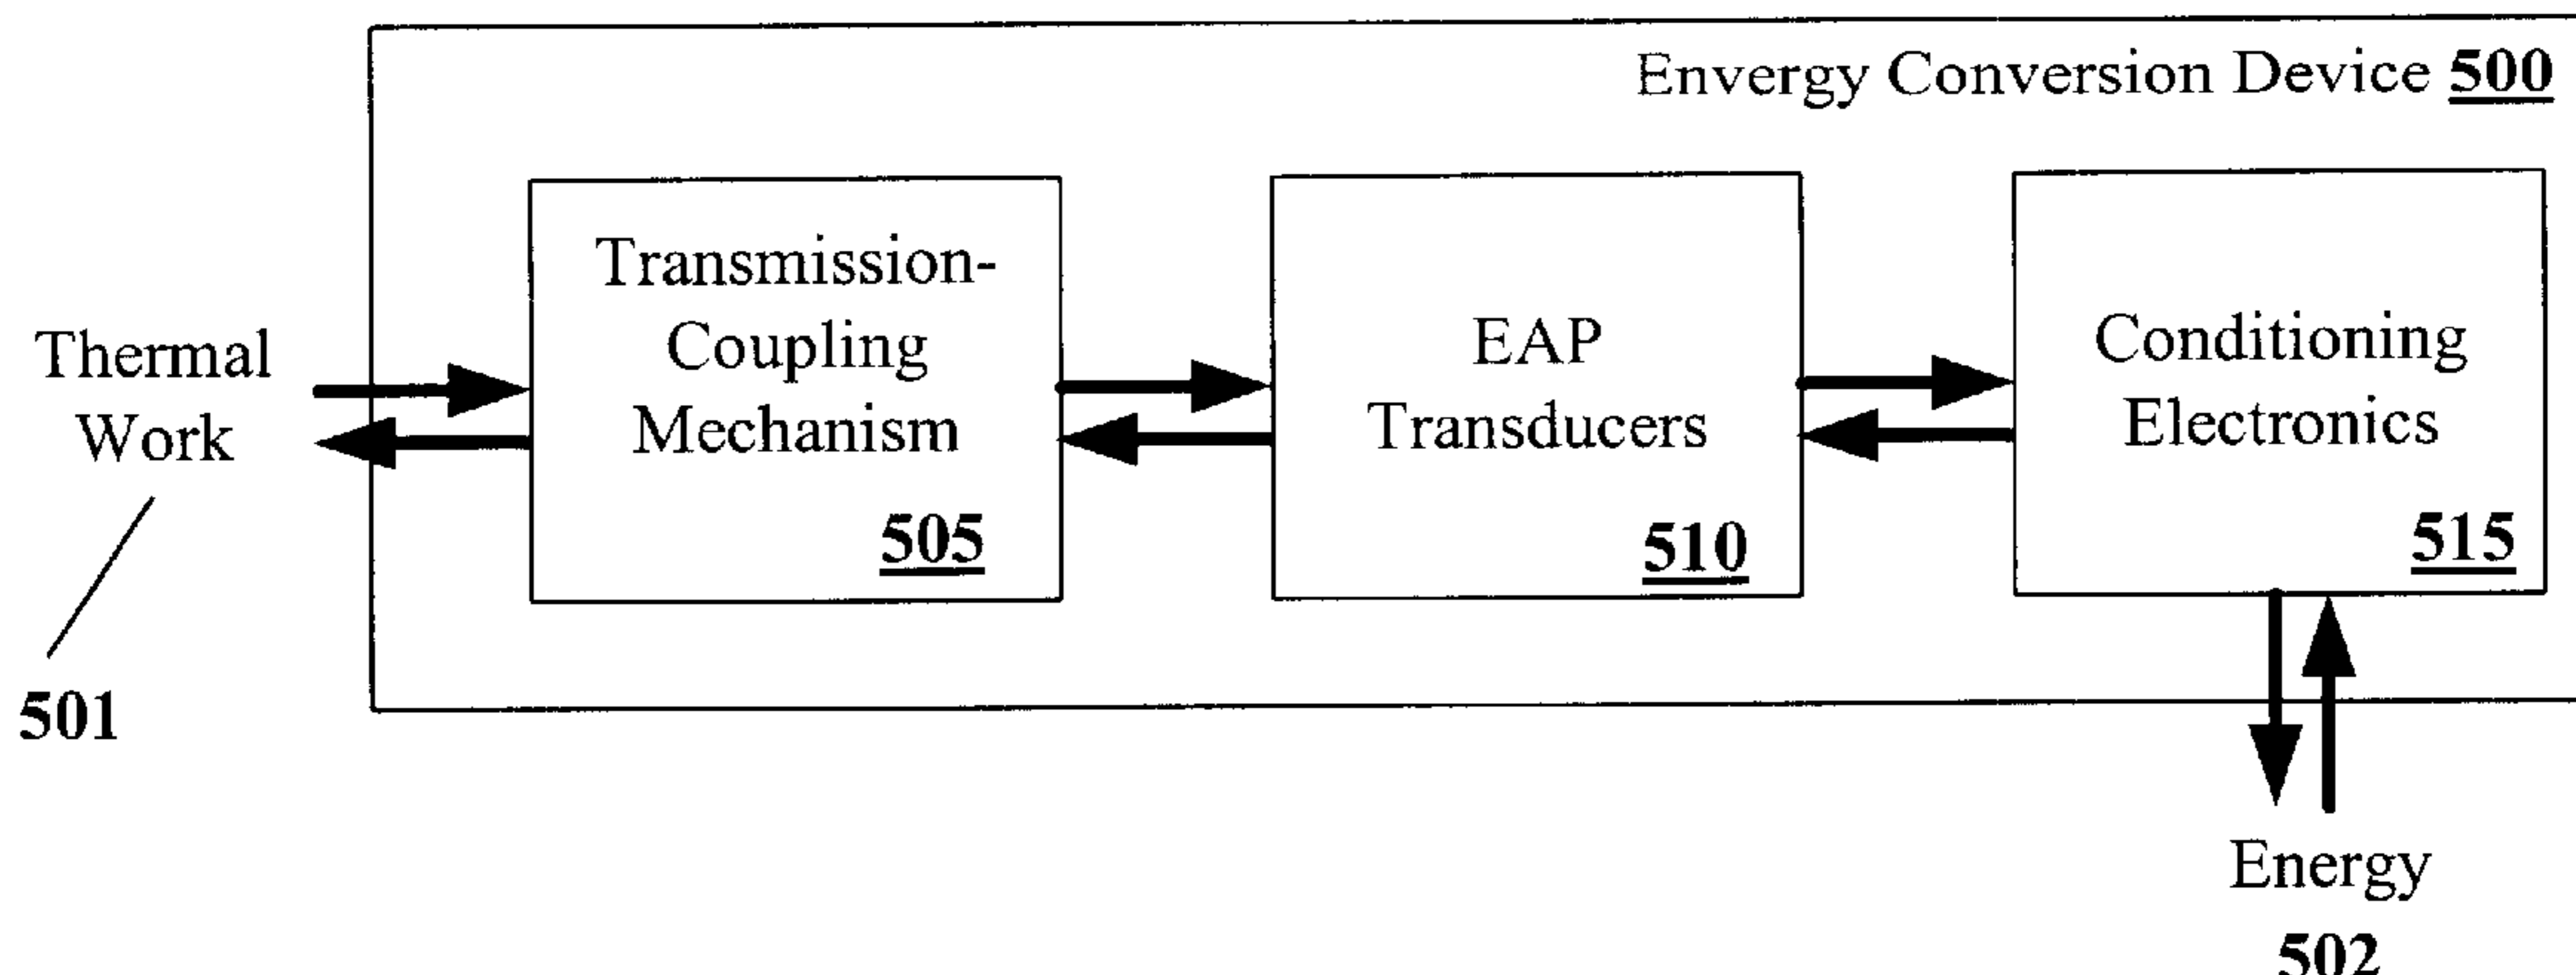 Envergy Conversion Device 500
Transmission-
Coupling
Mechanism
505
EAP
Transducers
510
Conditioning
Electronics
515
Thermal
Work
501
Energy
502